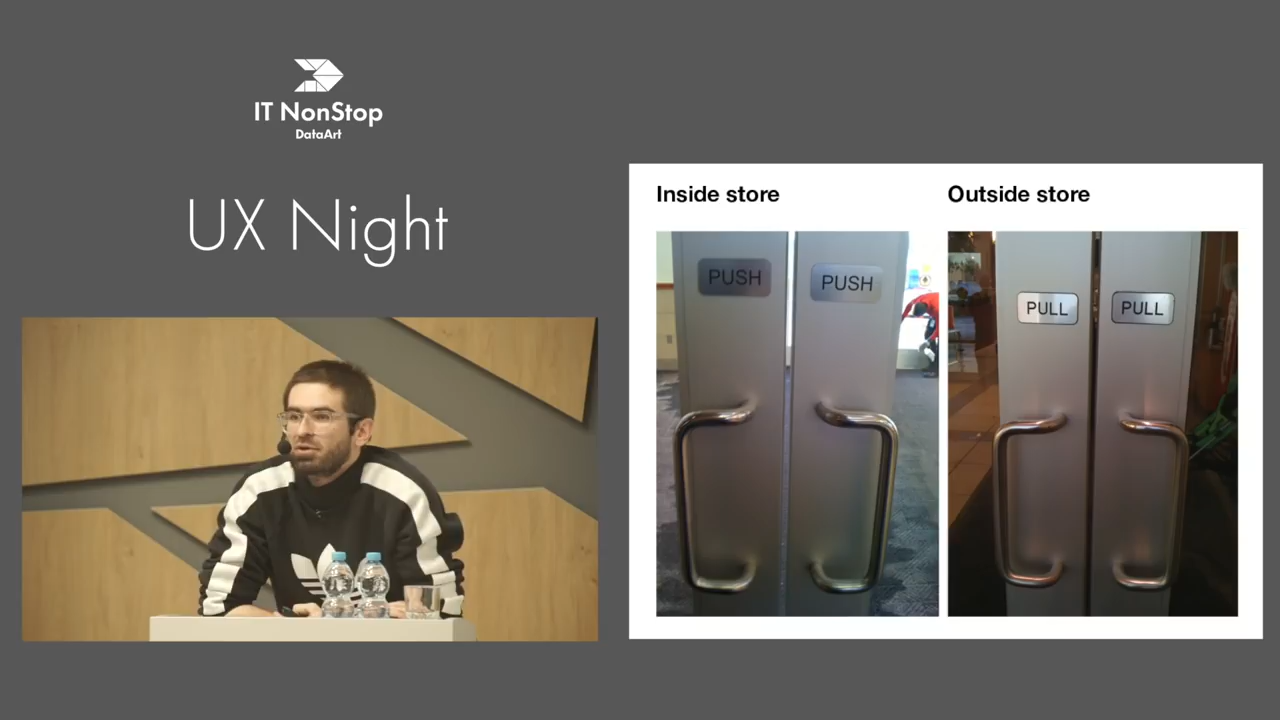 IT NonStop
DataArt
UX Night
Inside store
Outside store
PUSH
PUSH
PULL
PULL